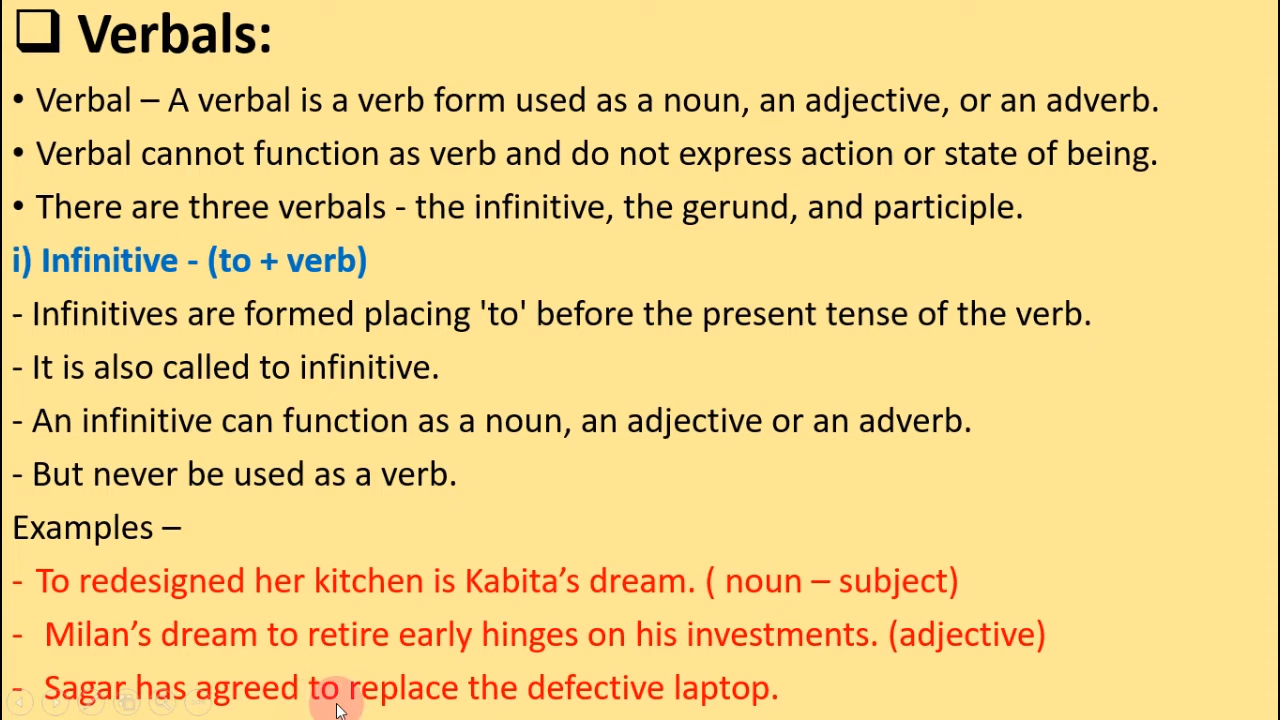 ❑ Verbals:
• Verbal – A verbal is a verb form used as a noun, an adjective, or an adverb.
• Verbal cannot function as verb and do not express action or state of being.
• There are three verbals - the infinitive, the gerund, and participle.
i) Infinitive - (to + verb)
- Infinitives are formed placing 'to' before the present tense of the verb.
- It is also called to infinitive.
- An infinitive can function as a noun, an adjective or an adverb.
- But never be used as a verb.
Examples –
- To redesigned her kitchen is Kabita’s dream. ( noun – subject)
- Milan’s dream to retire early hinges on his investments. (adjective)
- Sagar has agreed to replace the defective laptop.